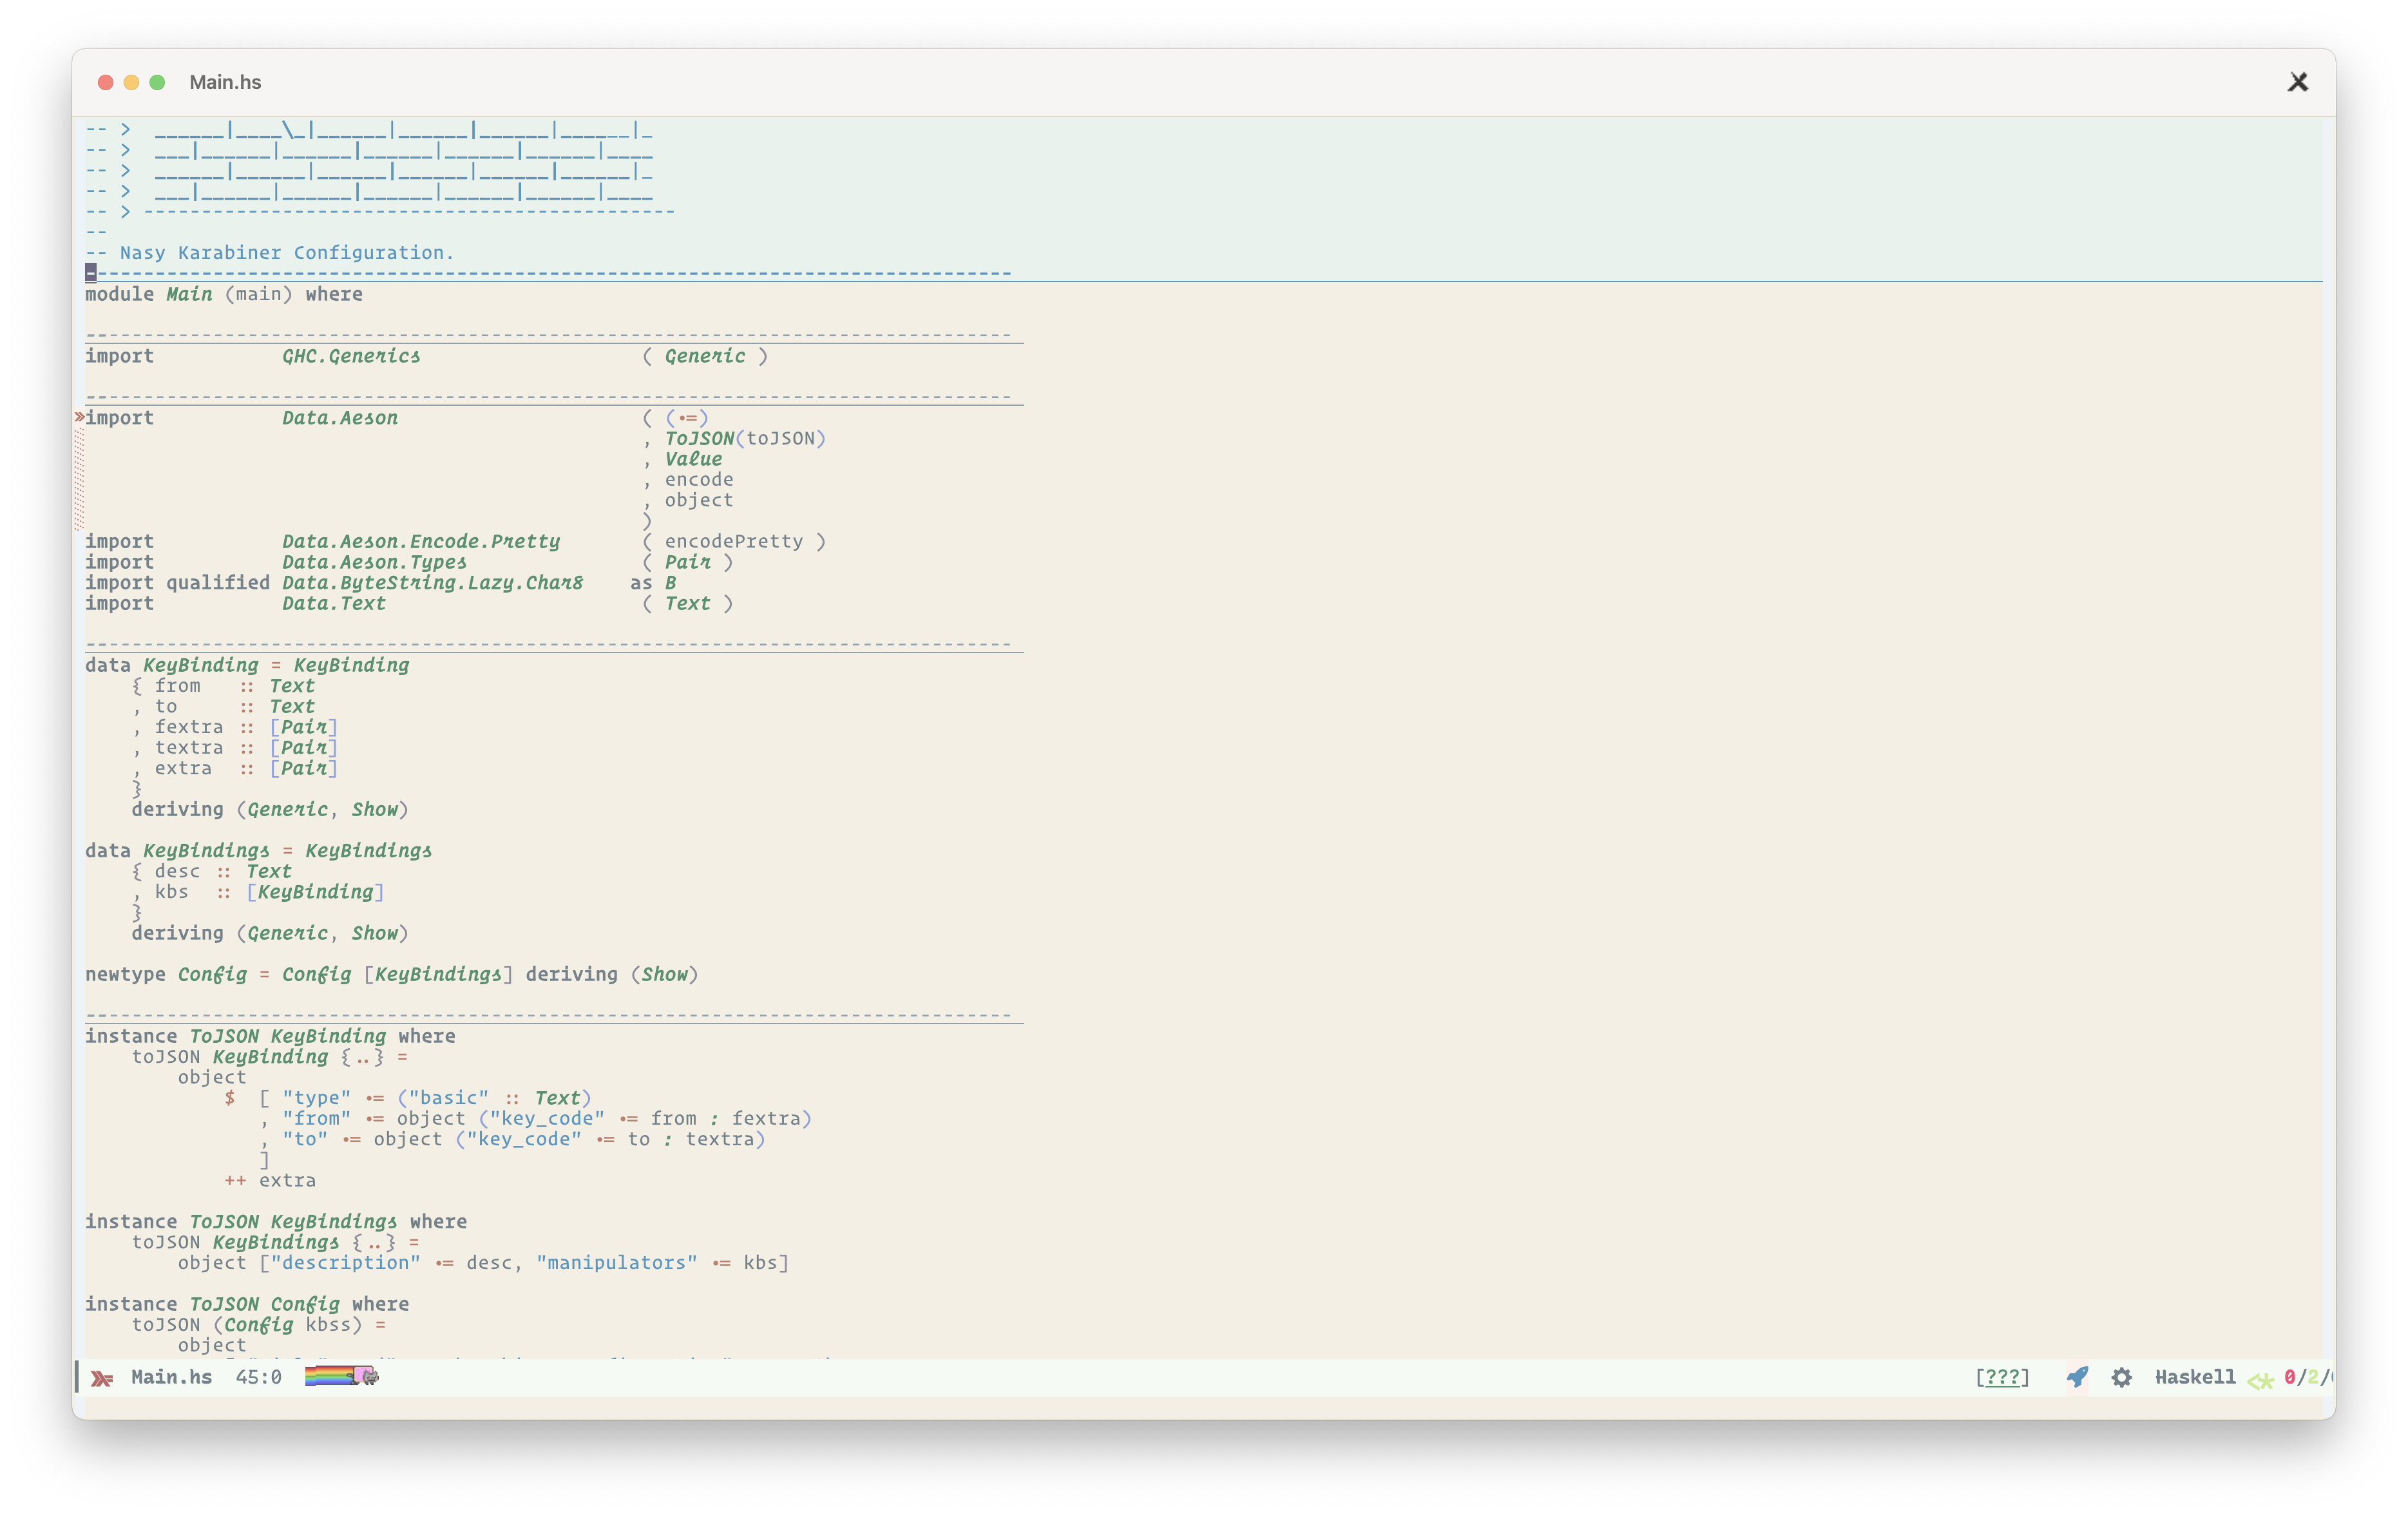 Main.hs
-- >  ______|____\_|______|______|______|______|_
-- >  ___|______|______|______|______|______|____
-- >  ______|______|______|______|______|______|_
-- >  ___|______|______|______|______|______|____
-- > ----------------------------------------------
--
-- Nasy Karabiner Configuration.
--------------------------------------------------------------------------------
module Main (main) where
--------------------------------------------------------------------------------
import           GHC.Generics                   ( Generic )
--------------------------------------------------------------------------------
»import           Data.Aeson                     ( (.=)
                                                , ToJSON(toJSON)
                                                , Value
                                                , encode
                                                , object
                                                )
import           Data.Aeson.Encode.Pretty       ( encodePretty )
import           Data.Aeson.Types               ( Pair )
import qualified Data.ByteString.Lazy.Char8    as B
import           Data.Text                      ( Text )
--------------------------------------------------------------------------------
data KeyBinding = KeyBinding
    { from   :: Text
    , to     :: Text
    , fextra :: [Pair]
    , textra :: [Pair]
    , extra  :: [Pair]
    }
    deriving (Generic, Show)
data KeyBindings = KeyBindings
    { desc :: Text
    , kbs  :: [KeyBinding]
    }
    deriving (Generic, Show)
newtype Config = Config [KeyBindings] deriving (Show)
--------------------------------------------------------------------------------
instance ToJSON KeyBinding where
    toJSON KeyBinding {..} =
        object
            $  [ "type" .= ("basic" :: Text)
               , "from" .= object ("key_code" .= from : fextra)
               , "to" .= object ("key_code" .= to : textra)
               ]
            ++ extra
instance ToJSON KeyBindings where
    toJSON KeyBindings {..} =
        object ["description" .= desc, "manipulators" .= kbs]
instance ToJSON Config where
    toJSON (Config kbss) =
        object
Main.hs  45:0  [???]  Haskell <* 0/2/